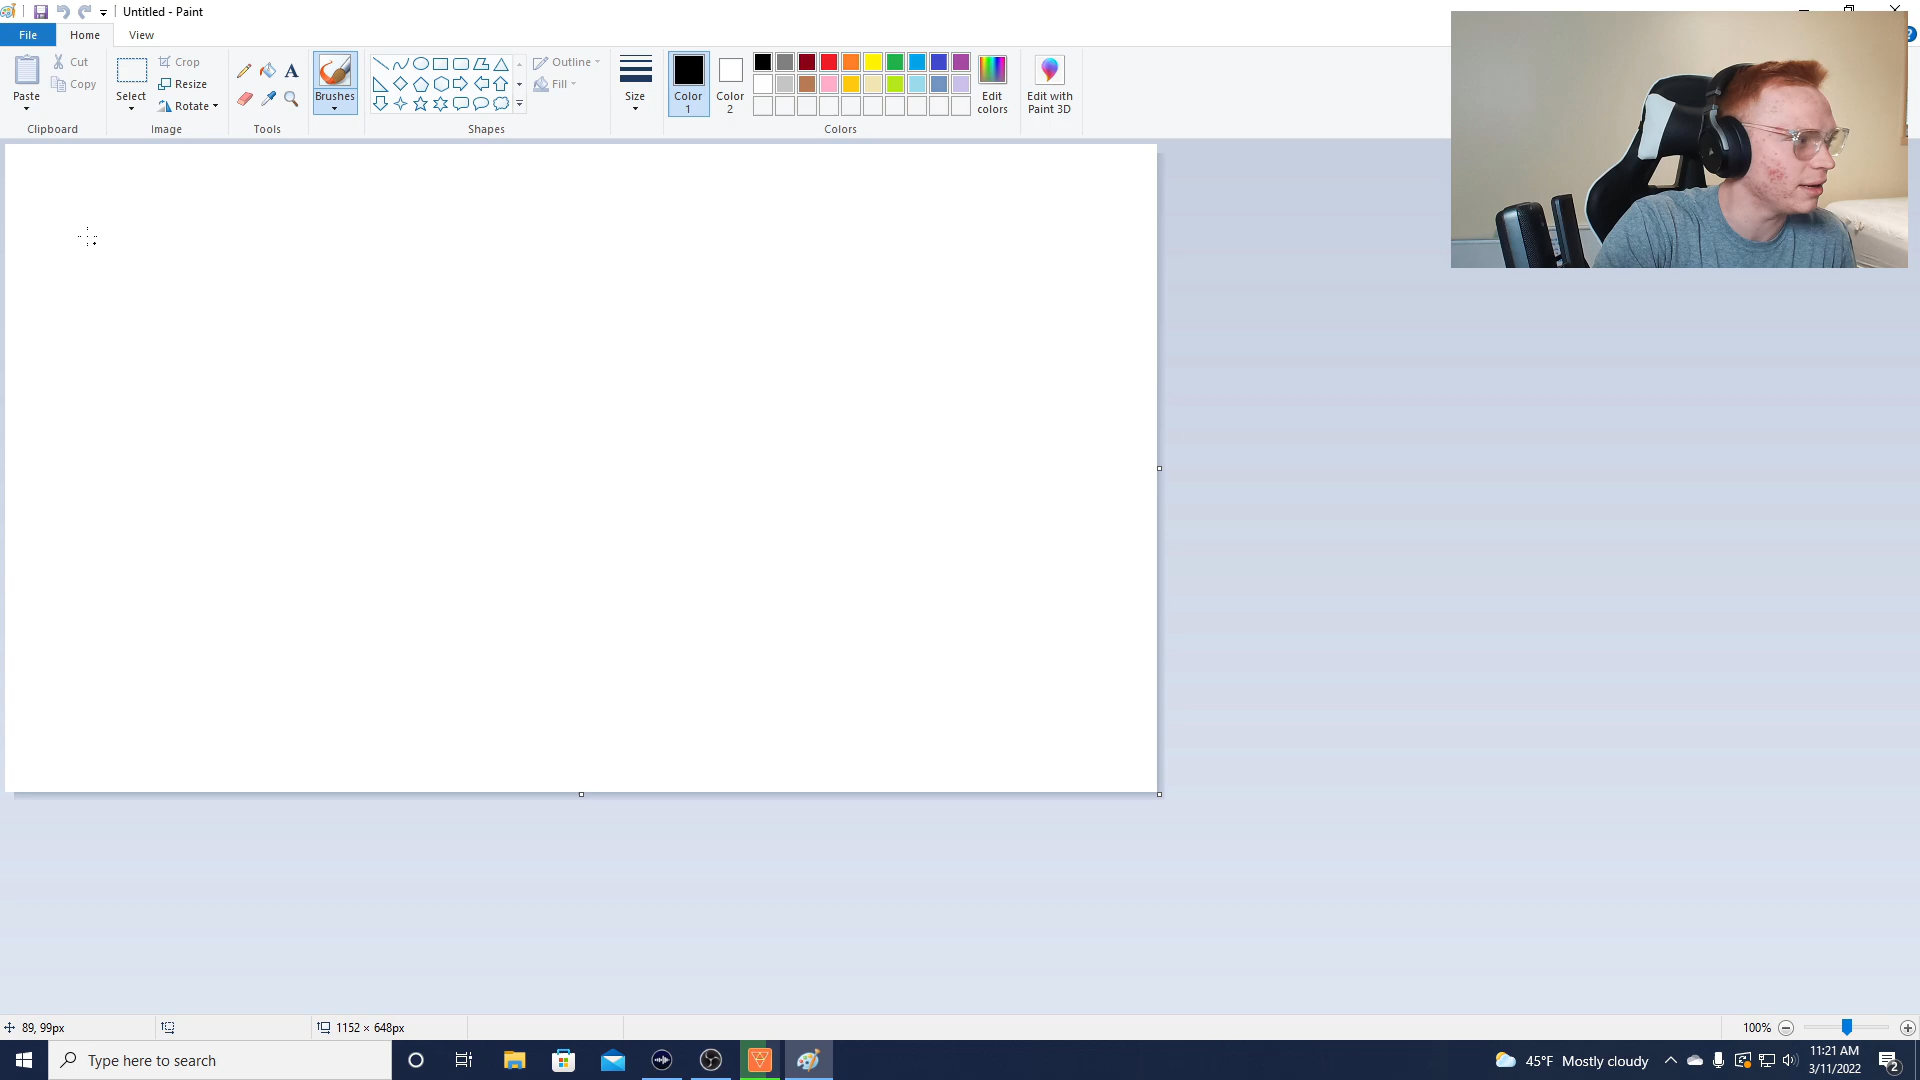 Untitled - Paint
File Home View
Paste
Cut
Copy
Clipboard
Select
Crop
Resize
Rotate
Image
A
Tools
Brushes
Shapes
Outline
Fill
Size
Color 1
Color 2
Colors
Edit colors
Edit with Paint 3D
89, 99px
1152 × 648px
100%
Type here to search
45°F Mostly cloudy
11:21 AM
3/11/2022
2